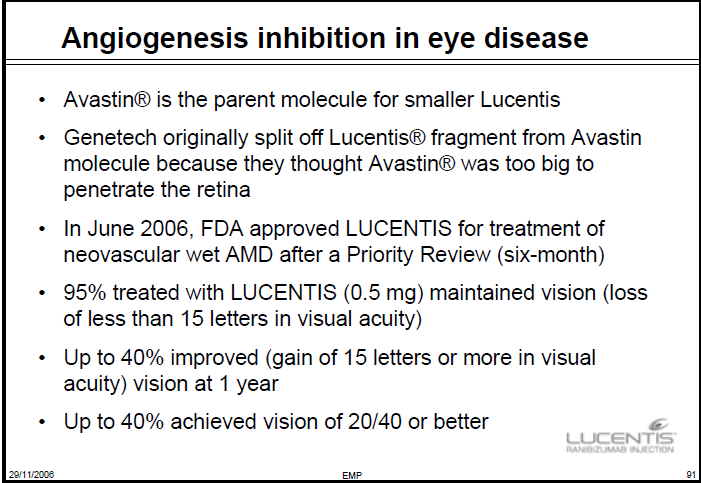 Angiogenesis inhibition in eye disease
• Avastin® is the parent molecule for smaller Lucentis
• Genetech originally split off Lucentis® fragment from Avastin
molecule because they thought Avastin® was too big to
penetrate the retina
• In June 2006, FDA approved LUCENTIS for treatment of
neovascular wet AMD after a Priority Review (six-month)
• 95% treated with LUCENTIS (0.5 mg) maintained vision (loss
of less than 15 letters in visual acuity)
• Up to 40% improved (gain of 15 letters or more in visual
acuity) vision at 1 year
• Up to 40% achieved vision of 20/40 or better
LUCENTIS™
RANIBIZUMAB INJECTION
29/11/2006
EMP
91